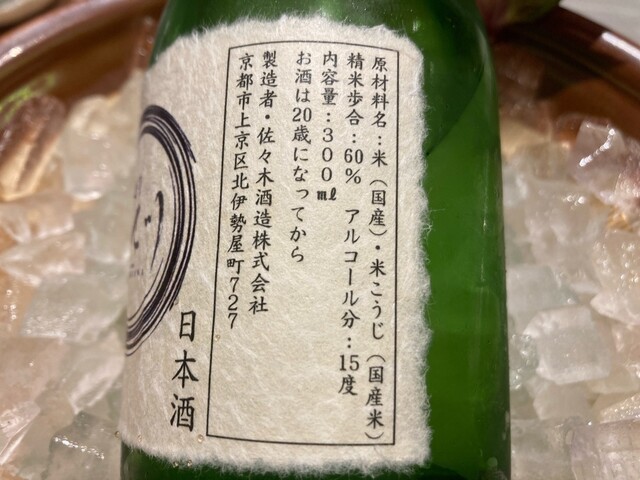 原材料名：米（国産）・米こうじ（国産米）
精米歩合：60%　アルコール分：15度
内容量：３００㎖
お酒は20歳になってから
製造者・佐々木酒造株式会社
京都市上京区北伊勢屋町727
日本酒